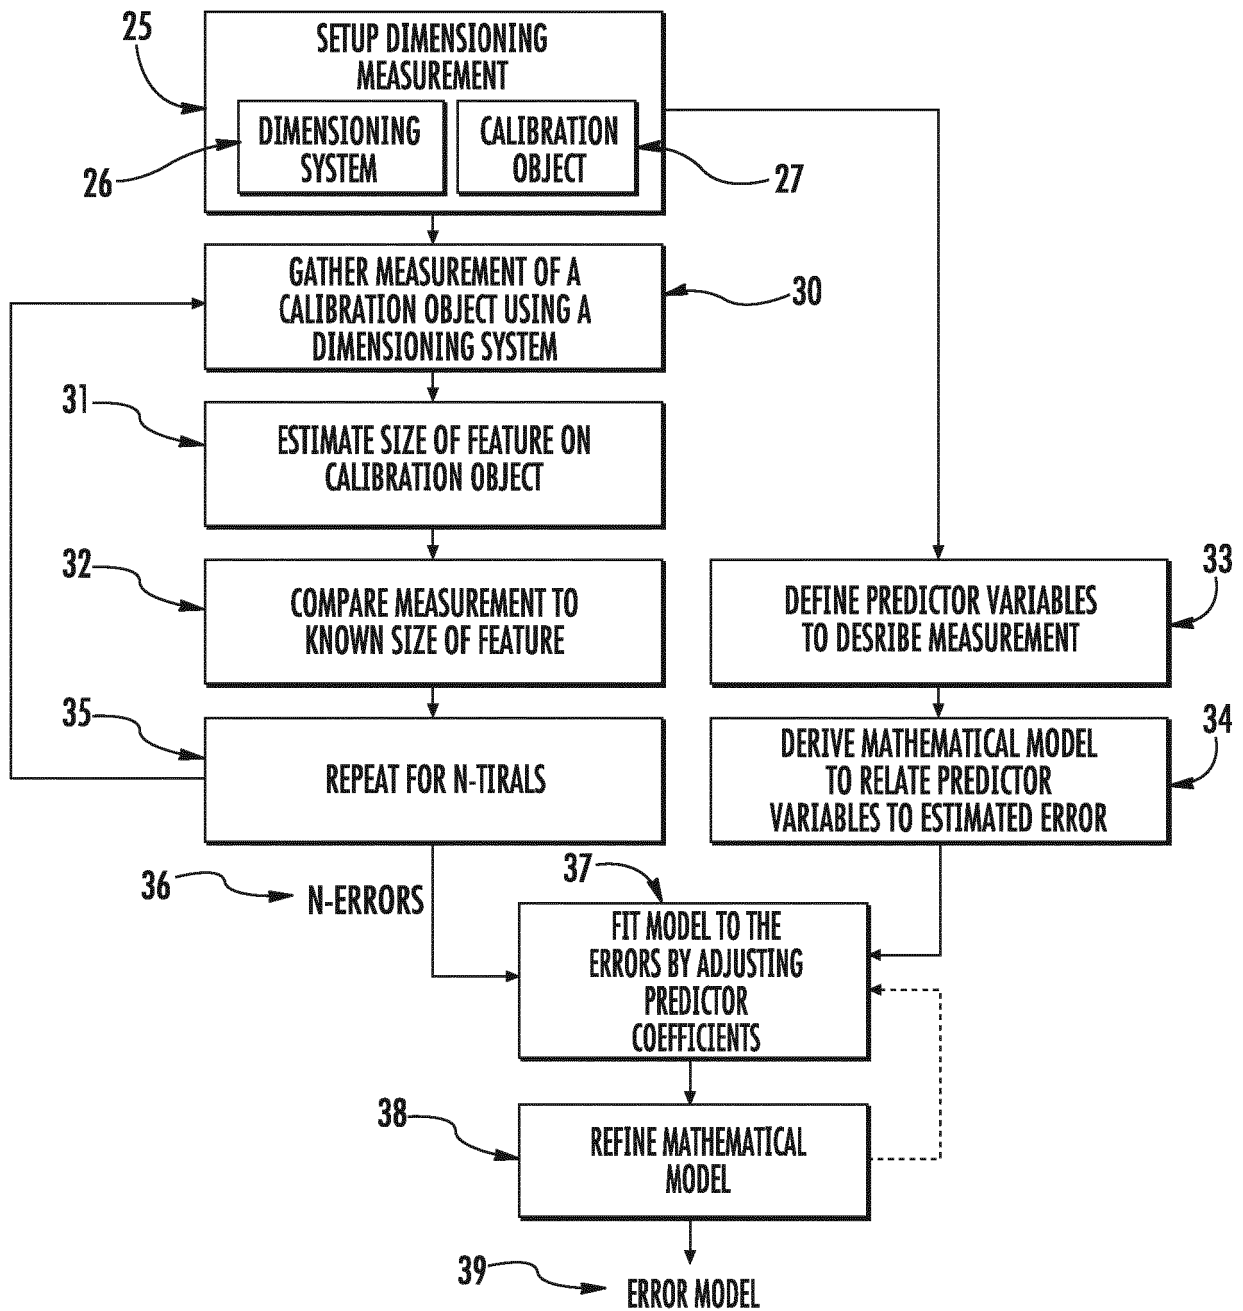 25
SETUP DIMENSIONING
MEASUREMENT
DIMENSIONING
SYSTEM
CALIBRATION
OBJECT
26
27
GATHER MEASUREMENT OF A
CALIBRATION OBJECT USING A
DIMENSIONING SYSTEM
30
31
ESTIMATE SIZE OF FEATURE ON
CALIBRATION OBJECT
32
COMPARE MEASUREMENT TO
KNOWN SIZE OF FEATURE
33
DEFINE PREDICTOR VARIABLES
TO DESRIBE MEASUREMENT
35
REPEAT FOR N-TIRALS
34
DERIVE MATHEMATICAL MODEL
TO RELATE PREDICTOR
VARIABLES TO ESTIMATED ERROR
36
N-ERRORS
37
FIT MODEL TO THE
ERRORS BY ADJUSTING
PREDICTOR
COEFFICIENTS
38
REFINE MATHEMATICAL
MODEL
39
ERROR MODEL